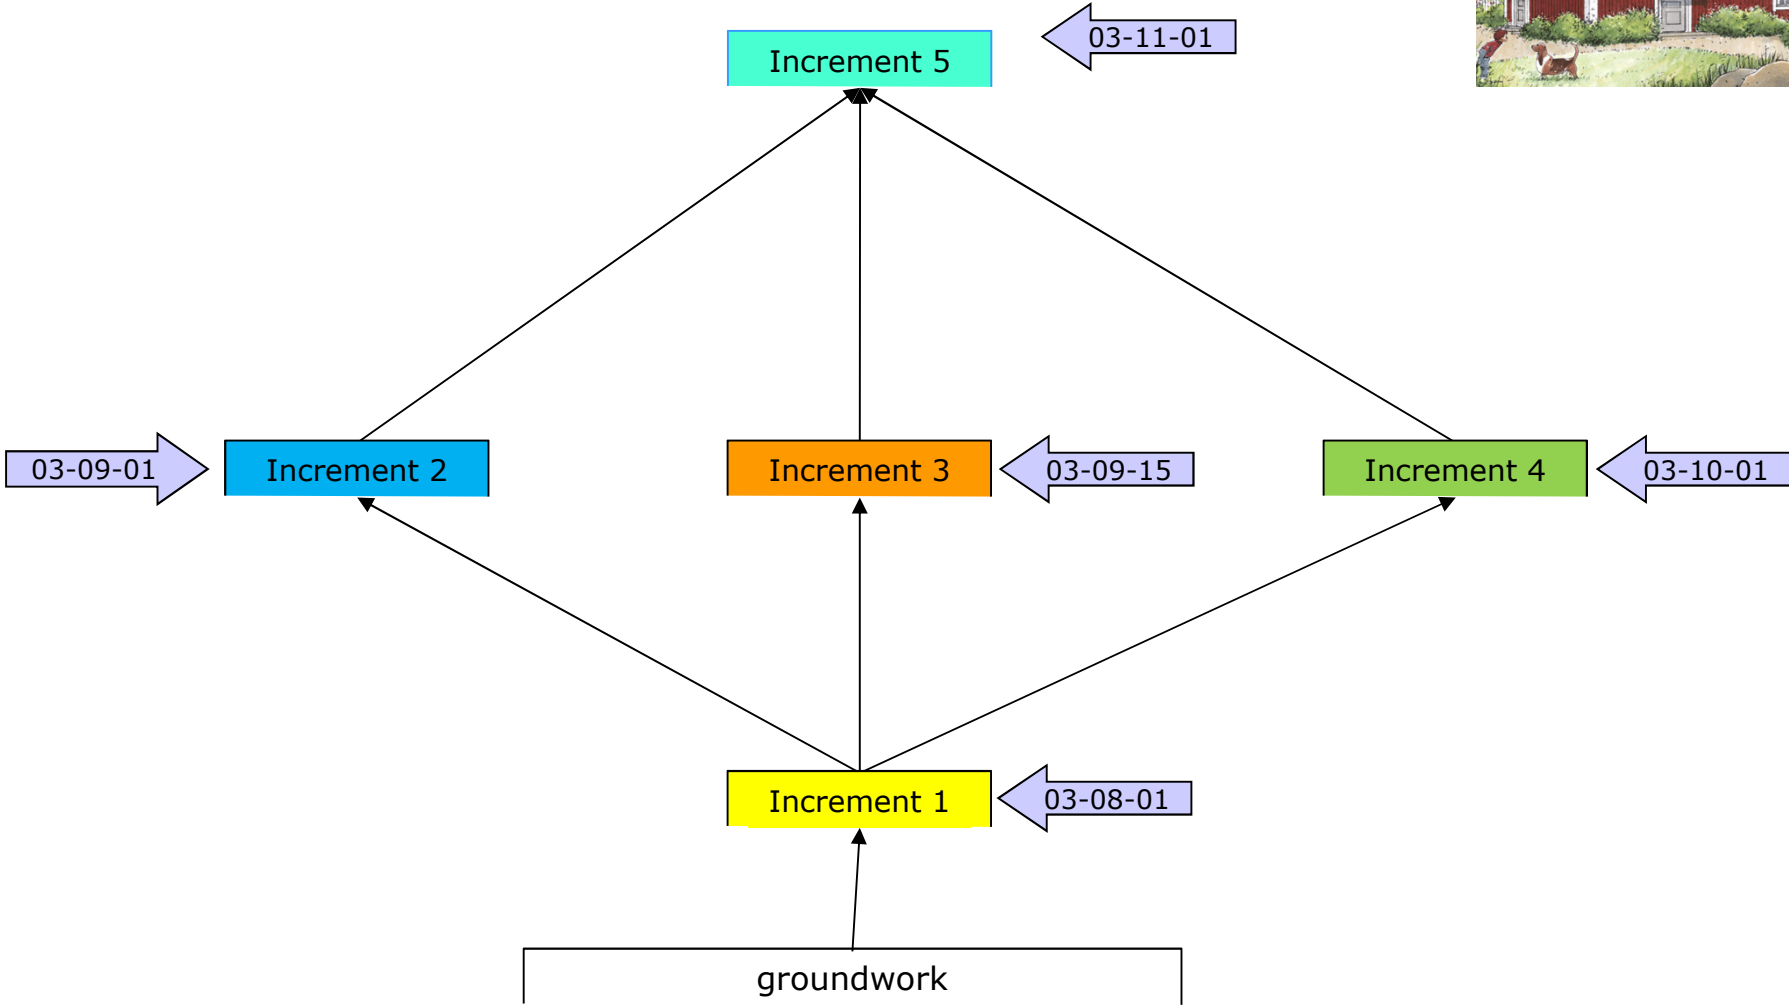 03-11-01
Increment 5
03-09-01
Increment 2
Increment 3
03-09-15
Increment 4
03-10-01
Increment 1
03-08-01
groundwork